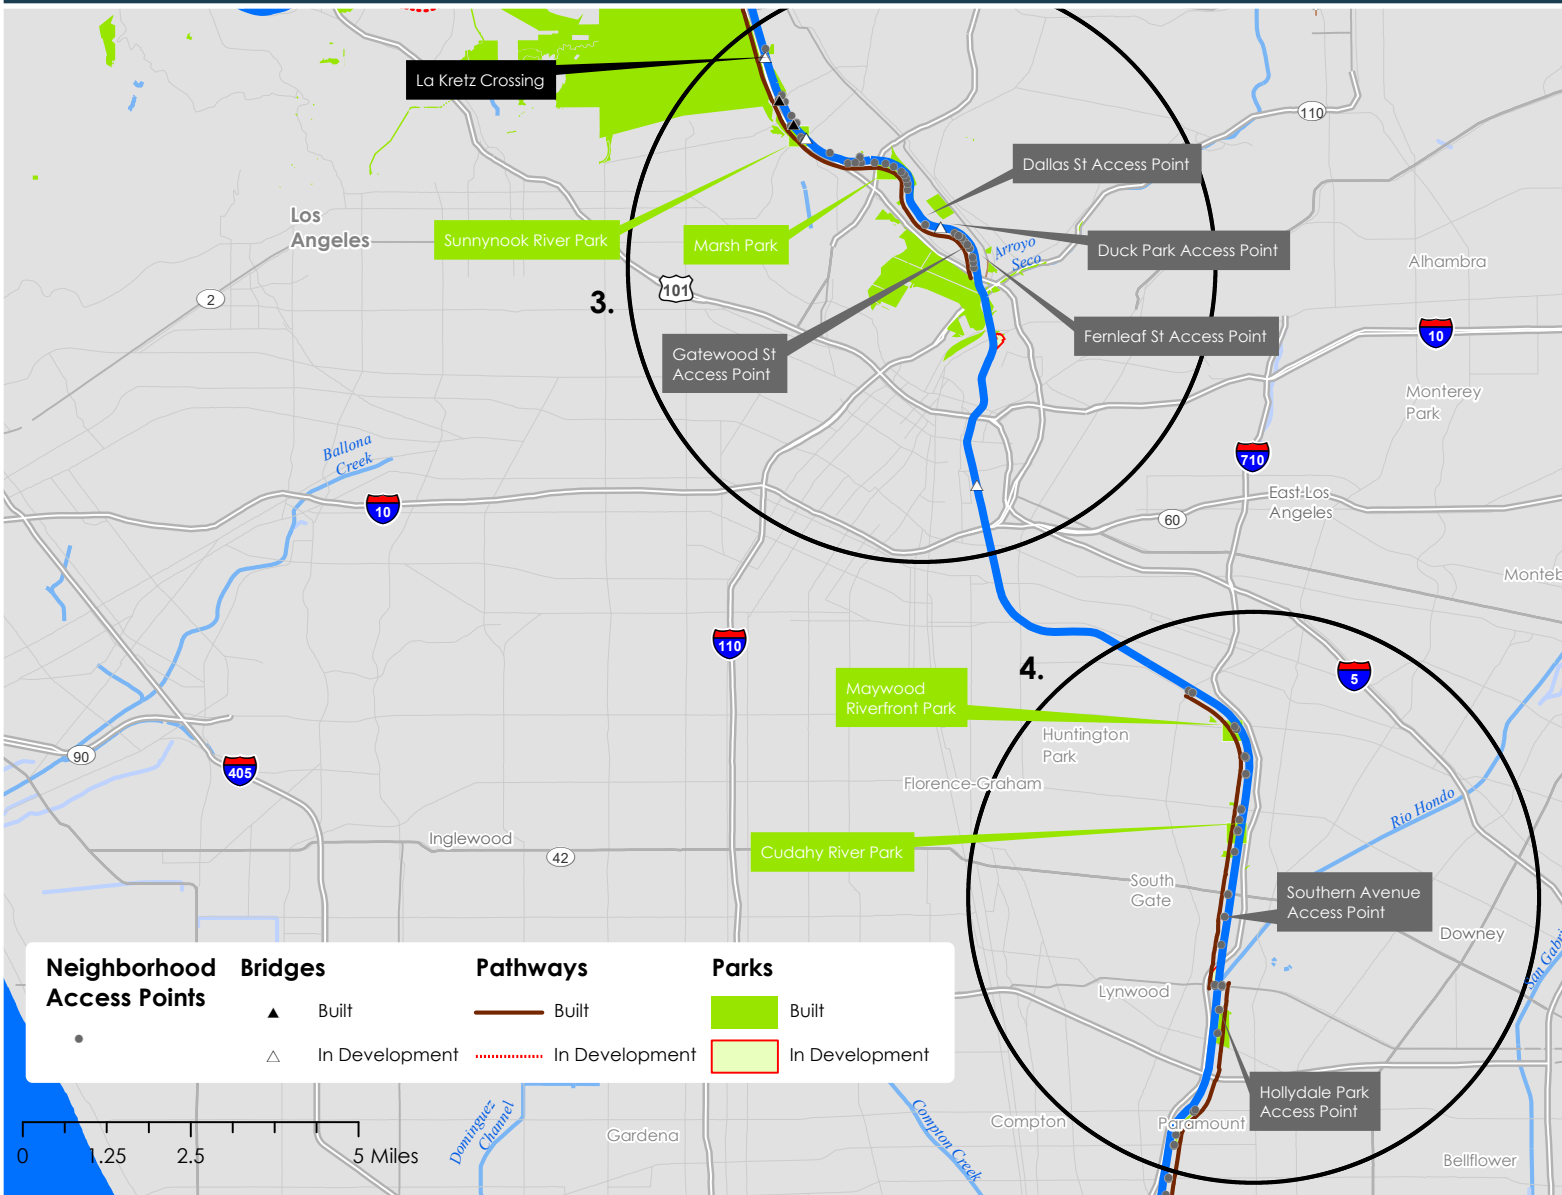 La Kretz Crossing
110
Dallas St Access Point
Los
Angeles
Sunnynook River Park
Marsh Park
Arroyo
Seco
Duck Park Access Point
Alhambra
2
3.
101
Gatewood St
Access Point
Fernleaf St Access Point
10
Monterey
Park
Ballona
Creek
10
710
East Los
Angeles
60
Monteb
110
4.
5
Maywood
Riverfront Park
Huntington
Park
90
405
Florence-Graham
Rio Hondo
Inglewood
42
Cudahy River Park
South
Gate
Southern Avenue
Access Point
Downey
San Gabri
Lynwood
Neighborhood
Access Points
Bridges
Built
In Development
Pathways
Built
In Development
Parks
Built
In Development
Hollydale Park
Access Point
Compton
Paramount
Dominguez
Channel
Gardena
Compton Creek
Bellflower
0 1.25 2.5 5 Miles